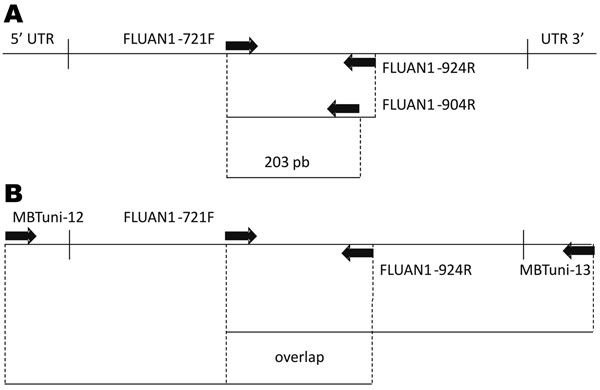 A
5' UTR
FLUAN1-721F
UTR 3'
FLUAN1-924R
FLUAN1-904R
203 pb
B
MBTuni-12
FLUAN1-721F
FLUAN1-924R
MBTuni-13
overlap